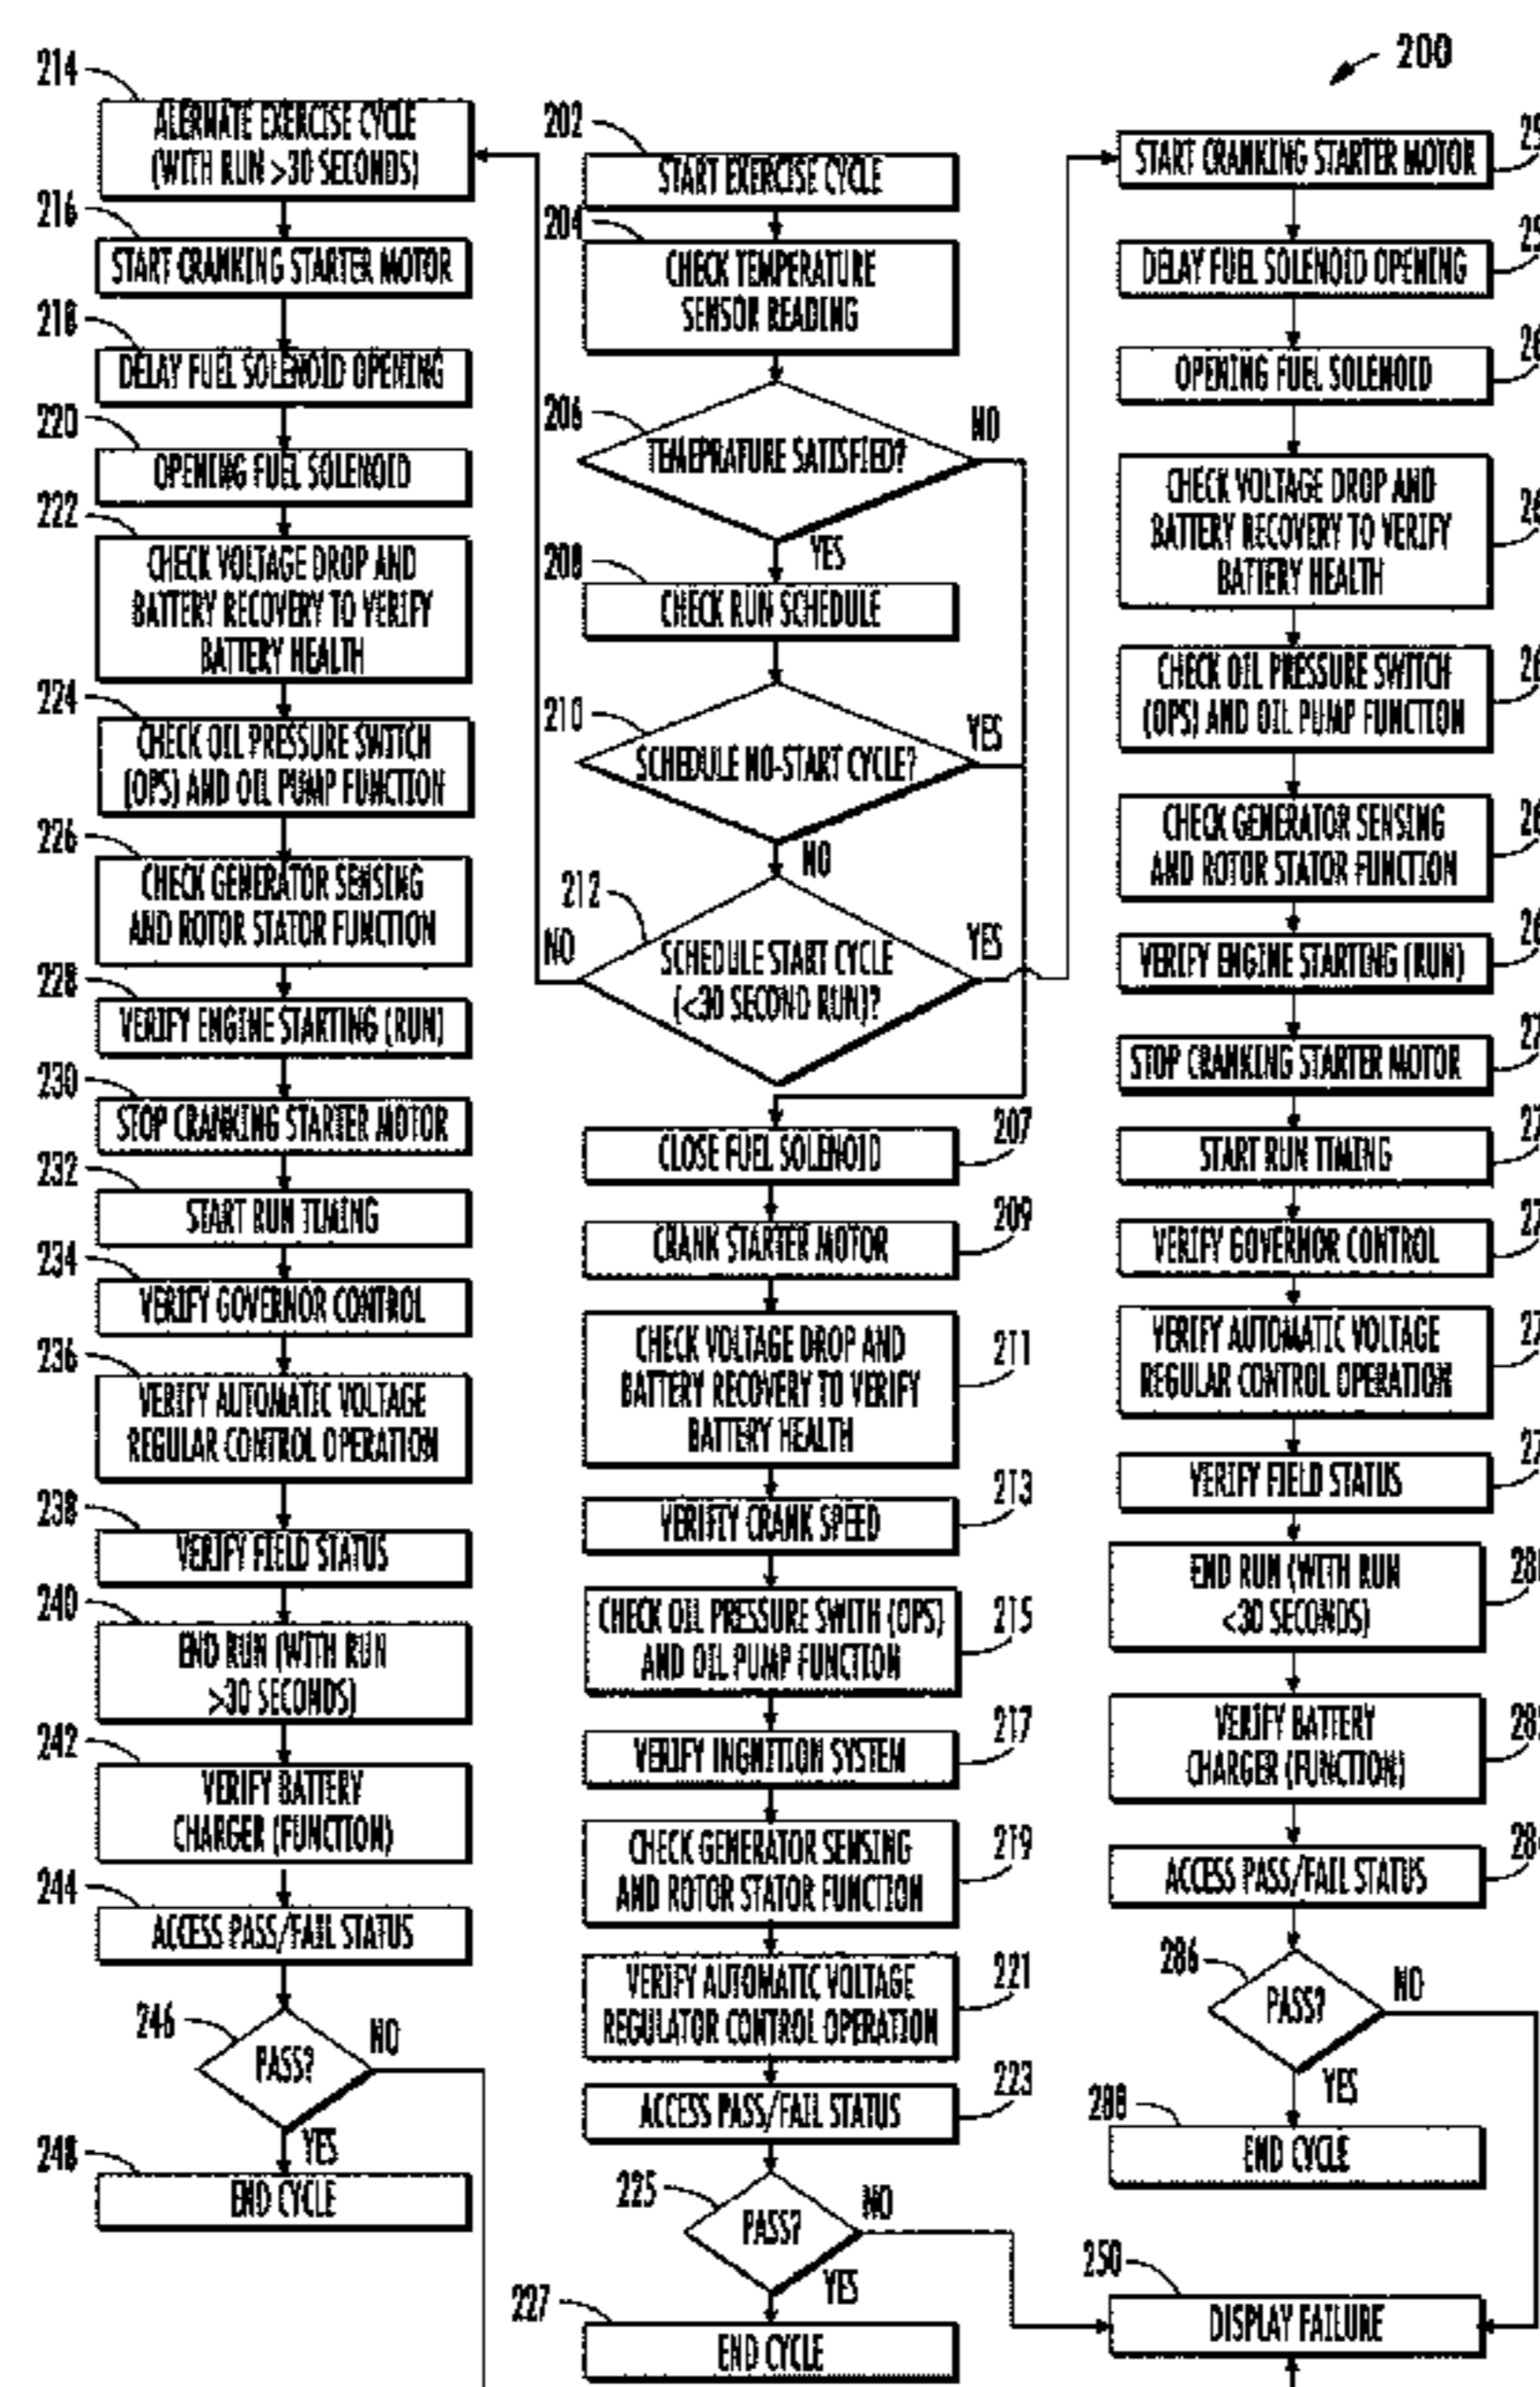 200
214
ALERNATE EXERCISE CYCLE
(WITH RUN >30 SECONDS)
216
START CRANKING STARTER MOTOR
218
DELAY FUEL SOLENOID OPENING
220
OPENING FUEL SOLENOID
222
CHECK VOLTAGE DROP AND
BATTERY RECOVERY TO VERIFY
BATTERY HEALTH
224
CHECK OIL PRESSURE SWITCH
(OPS) AND OIL PUMP FUNCTION
226
CHECK GENERATOR SENSING
AND ROTOR STATOR FUNCTION
228
VERIFY ENGINE STARTING (RUN)
230
STOP CRANKING STARTER MOTOR
232
START RUN TIMING
234
VERIFY GOVERNOR CONTROL
236
VERIFY AUTOMATIC VOLTAGE
REGULAR CONTROL OPERATION
238
VERIFY FIELD STATUS
240
END RUN (WITH RUN
>30 SECONDS)
242
VERIFY BATTERY
CHARGER (FUNCTION)
244
ACCESS PASS/FAIL STATUS
246
PASS?
NO
YES
248
END CYCLE
202
START EXERCISE CYCLE
204
CHECK TEMPERATURE
SENSOR READING
206
TEMEPRATURE SATISFIED?
NO
YES
208
CHECK RUN SCHEDULE
210
SCHEDULE NO-START CYCLE?
YES
NO
212
SCHEDULE START CYCLE
(<30 SECOND RUN)?
NO
YES
CLOSE FUEL SOLENOID
207
CRANK STARTER MOTOR
209
CHECK VOLTAGE DROP AND
BATTERY RECOVERY TO VERIFY
BATTERY HEALTH
211
VERIFLY CRANK SPEED
213
CHECK OIL PRESSURE SWITH (OPS)
AND OIL PUMP FUNCTION
215
VERIFY INGNITION SYSTEM
217
CHECK GENERATOR SENSING
AND ROTOR STATOR FUNCTION
219
VERIFY AUTOMATIC VOLTAGE
REGULATOR CONTROL OPERATION
221
ACCESS PASS/FAIL STATUS
223
225
PASS?
NO
YES
227
END CYCLE
START CRANKING STARTER MOTOR
DELAY FUEL SOLENOID OPENING
OPENING FUEL SOLENOID
CHECK VOLTAGE DROP AND
BATTERY RECOVERY TO VERIFY
BATTERY HEALTH
CHECK OIL PRESSURE SWITCH
(OPS) AND OIL PUMP FUNCTION
CHECK GENERATOR SENSING
AND ROTOR STATOR FUNCTION
VERIFY ENGINE STARTING (RUN)
STOP CRANKING STARTER MOTOR
START RUN TIMING
VERIFY GOVERNOR CONTROL
VERIFY AUTOMATIC VOLTAGE
REGULAR CONTROL OPERATION
VERIFY FIELD STATUS
END RUN (WITH RUN
<30 SECONDS)
VERIFY BATTERY
CHARGER (FUNCTION)
ACCESS PASS/FAIL STATUS
286
PASS?
NO
YES
288
END CYCLE
250
DISPLAY FAILURE